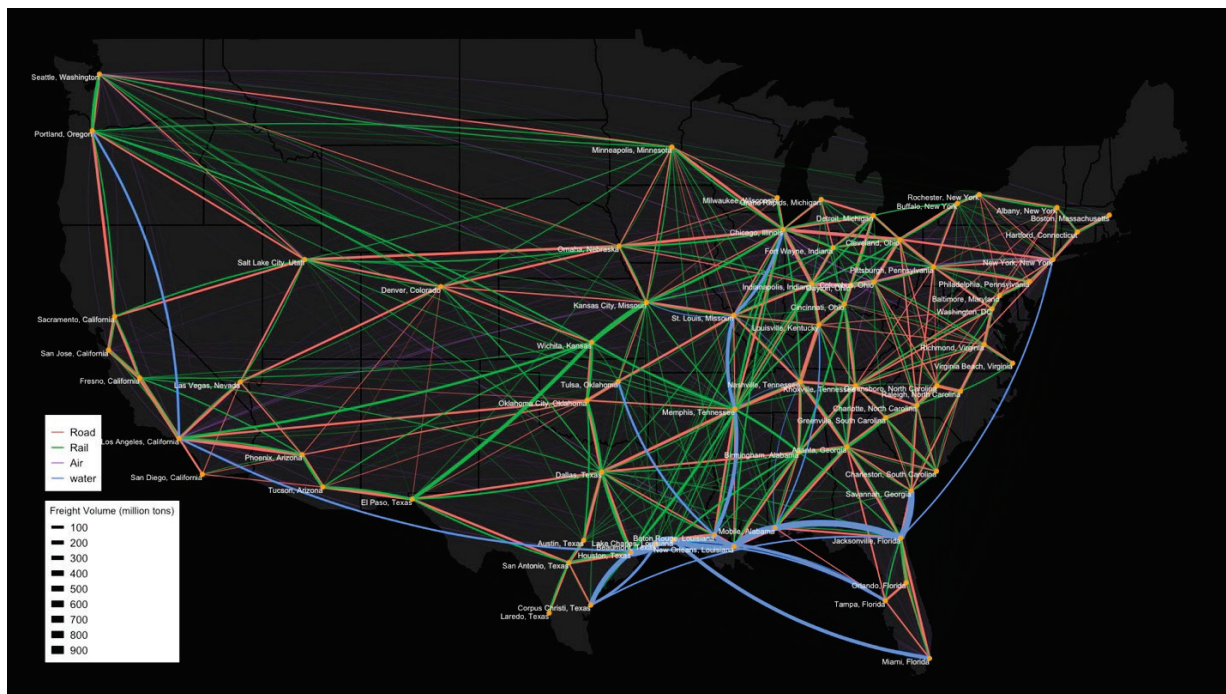 Seattle, Washington
Portland, Oregon
Minneapolis, Minnesota
Milwaukee, Wisconsin
Grand Rapids, Michigan
Rochester, New York
Buffalo, New York
Albany, New York
Boston, Massachusetts
Detroit, Michigan
Chicago, Illinois
Hartford, Connecticut
Cleveland, Ohio
Omaha, Nebraska
Fort Wayne, Indiana
Salt Lake City, Utah
New York, New York
Pittsburgh, Pennsylvania
Denver, Colorado
Indianapolis, Indiana
Columbus, Ohio
Philadelphia, Pennsylvania
Kansas City, Missouri
Baltimore, Maryland
Cincinnati, Ohio
Washington, DC
Sacramento, California
St. Louis, Missouri
Louisville, Kentucky
San Jose, California
Wichita, Kansas
Richmond, Virginia
Virginia Beach, Virginia
Fresno, California
Las Vegas, Nevada
Tulsa, Oklahoma
Nashville, Tennessee
Knoxville, Tennessee
Greensboro, North Carolina
Raleigh, North Carolina
Oklahoma City, Oklahoma
Memphis, Tennessee
Charlotte, North Carolina
Greenville, South Carolina
Los Angeles, California
Phoenix, Arizona
Birmingham, Alabama
Atlanta, Georgia
San Diego, California
Dallas, Texas
Charleston, South Carolina
Tucson, Arizona
El Paso, Texas
Savannah, Georgia
Mobile, Alabama
Baton Rouge, Louisiana
Jacksonville, Florida
Austin, Texas
Lake Charles, Louisiana
Beaumont, Texas
New Orleans, Louisiana
Houston, Texas
San Antonio, Texas
Orlando, Florida
Corpus Christi, Texas
Tampa, Florida
Laredo, Texas
Miami, Florida
Road
Rail
Air
water
Freight Volume (million tons)
100
200
300
400
500
600
700
800
900